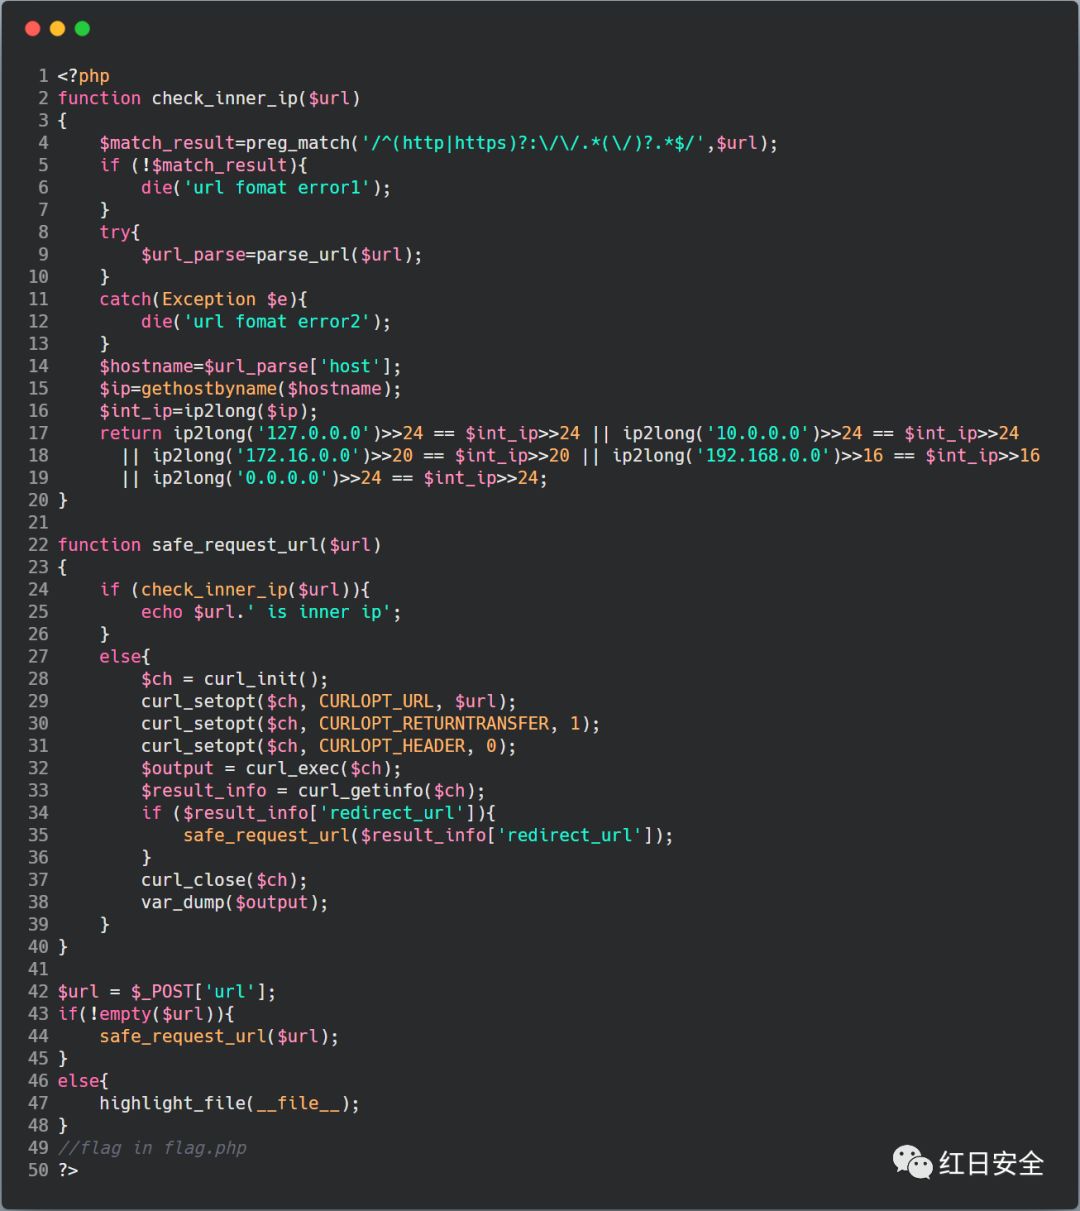 1 <?php
2 function check_inner_ip($url)
3 {
4     $match_result=preg_match('/^(http|https)?:\/\/.*(\/)?.*$/',$url);
5     if (!$match_result){
6         die('url fomat error1');
7     }
8     try{
9         $url_parse=parse_url($url);
10     }
11     catch(Exception $e){
12         die('url fomat error2');
13     }
14     $hostname=$url_parse['host'];
15     $ip=gethostbyname($hostname);
16     $int_ip=ip2long($ip);
17     return ip2long('127.0.0.0')>>24 == $int_ip>>24 || ip2long('10.0.0.0')>>24 == $int_ip>>24
18       || ip2long('172.16.0.0')>>20 == $int_ip>>20 || ip2long('192.168.0.0')>>16 == $int_ip>>16
19       || ip2long('0.0.0.0')>>24 == $int_ip>>24;
20 }
21
22 function safe_request_url($url)
23 {
24     if (check_inner_ip($url)){
25         echo $url.' is inner ip';
26     }
27     else{
28         $ch = curl_init();
29         curl_setopt($ch, CURLOPT_URL, $url);
30         curl_setopt($ch, CURLOPT_RETURNTRANSFER, 1);
31         curl_setopt($ch, CURLOPT_HEADER, 0);
32         $output = curl_exec($ch);
33         $result_info = curl_getinfo($ch);
34         if ($result_info['redirect_url']){
35             safe_request_url($result_info['redirect_url']);
36         }
37         curl_close($ch);
38         var_dump($output);
39     }
40 }
41
42 $url = $_POST['url'];
43 if(!empty($url)){
44     safe_request_url($url);
45 }
46 else{
47     highlight_file(__file__);
48 }
49 //flag in flag.php
50 ?>
红日安全